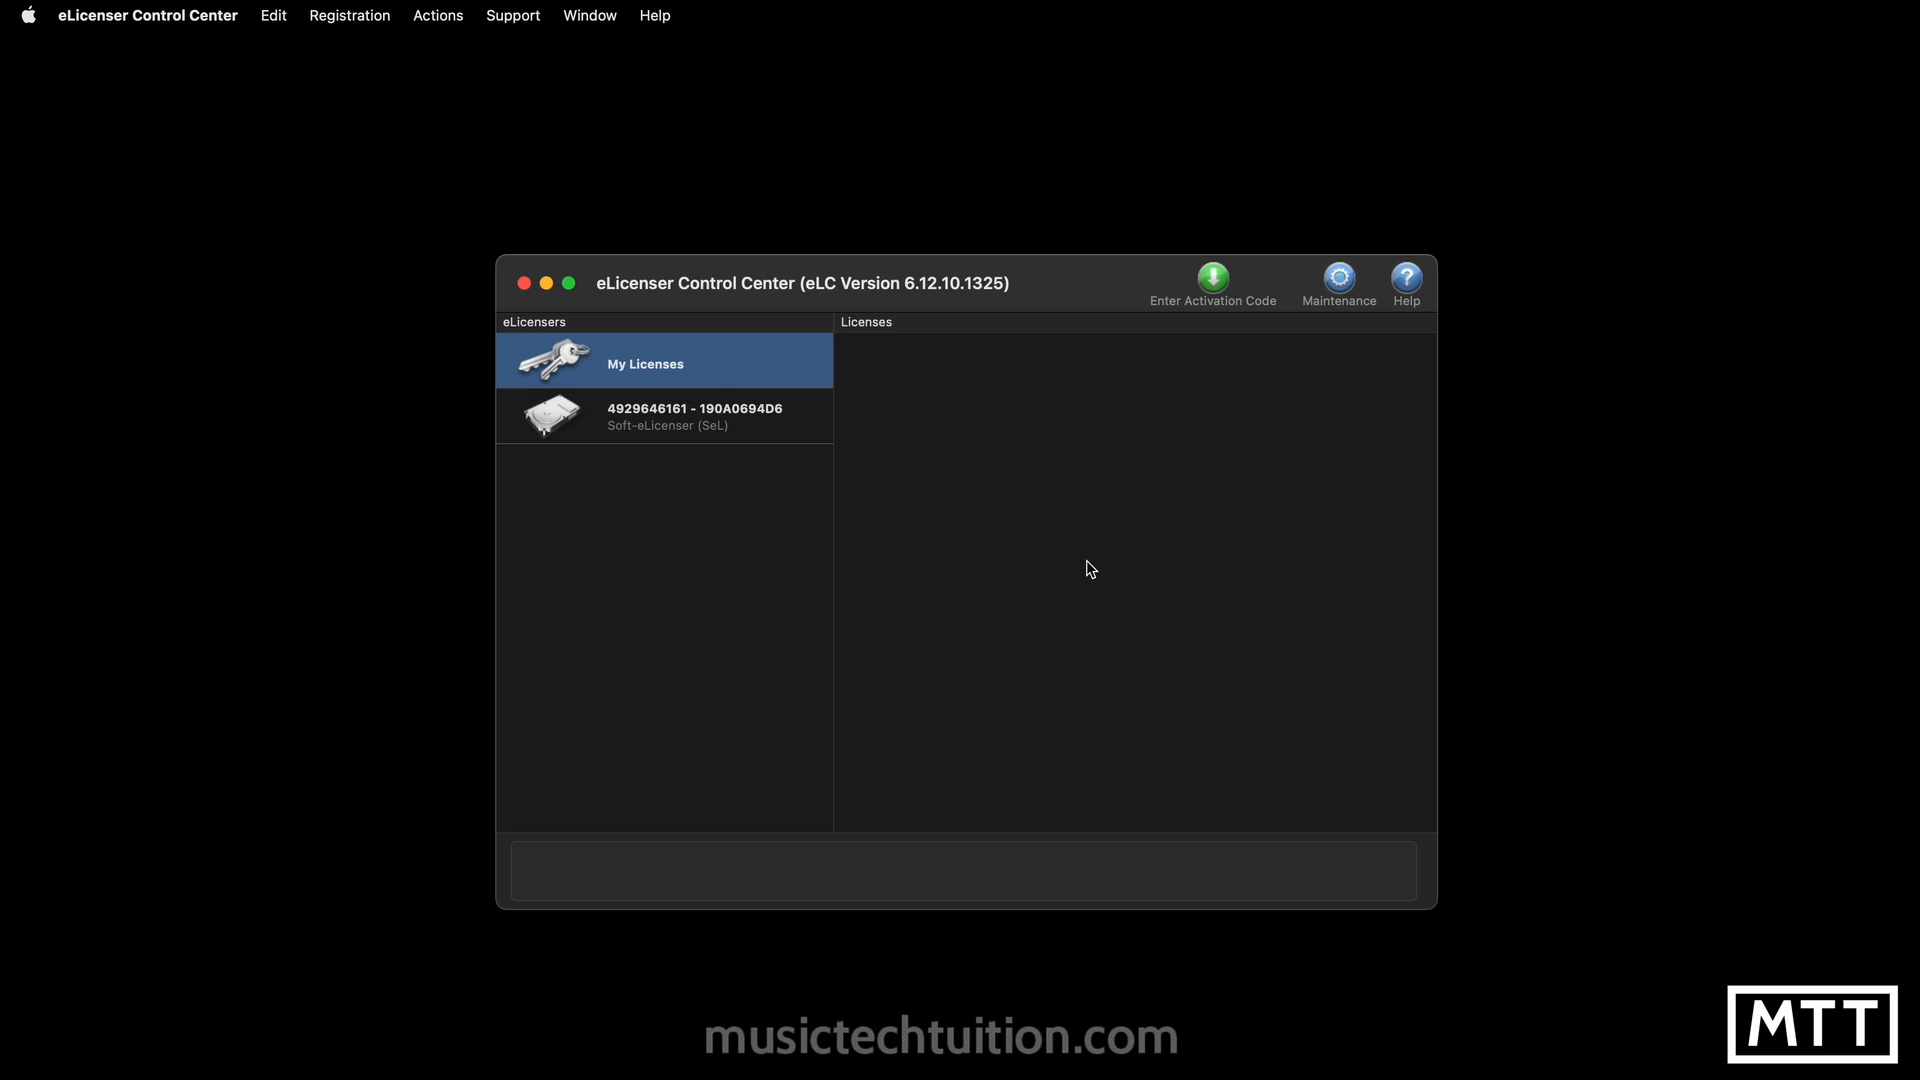 eLicenser Control Center Edit Registration Actions Support Window Help
eLicenser Control Center (eLC Version 6.12.10.1325)
Enter Activation Code Maintenance ? Help
eLicensers Licenses
My Licenses
4929646161 - 190A0694D6
Soft-eLicenser (SeL)
musictechtuition.com
MTT